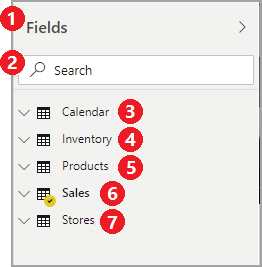 1 Fields
2 Search
Calendar 3
Inventory 4
Products 5
Sales 6
Stores 7